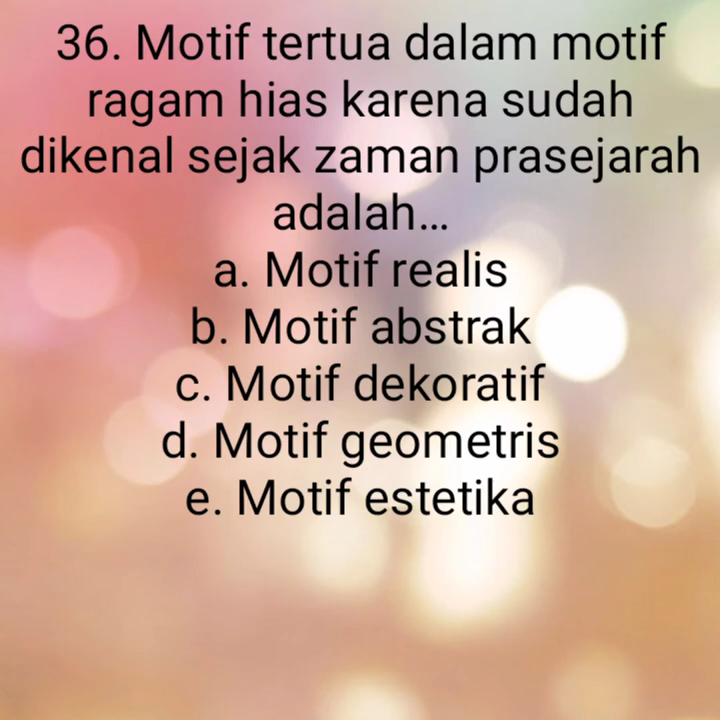 36. Motif tertua dalam motif
ragam hias karena sudah
dikenal sejak zaman prasejarah
adalah...
a. Motif realis
b. Motif abstrak
c. Motif dekoratif
d. Motif geometris
e. Motif estetika